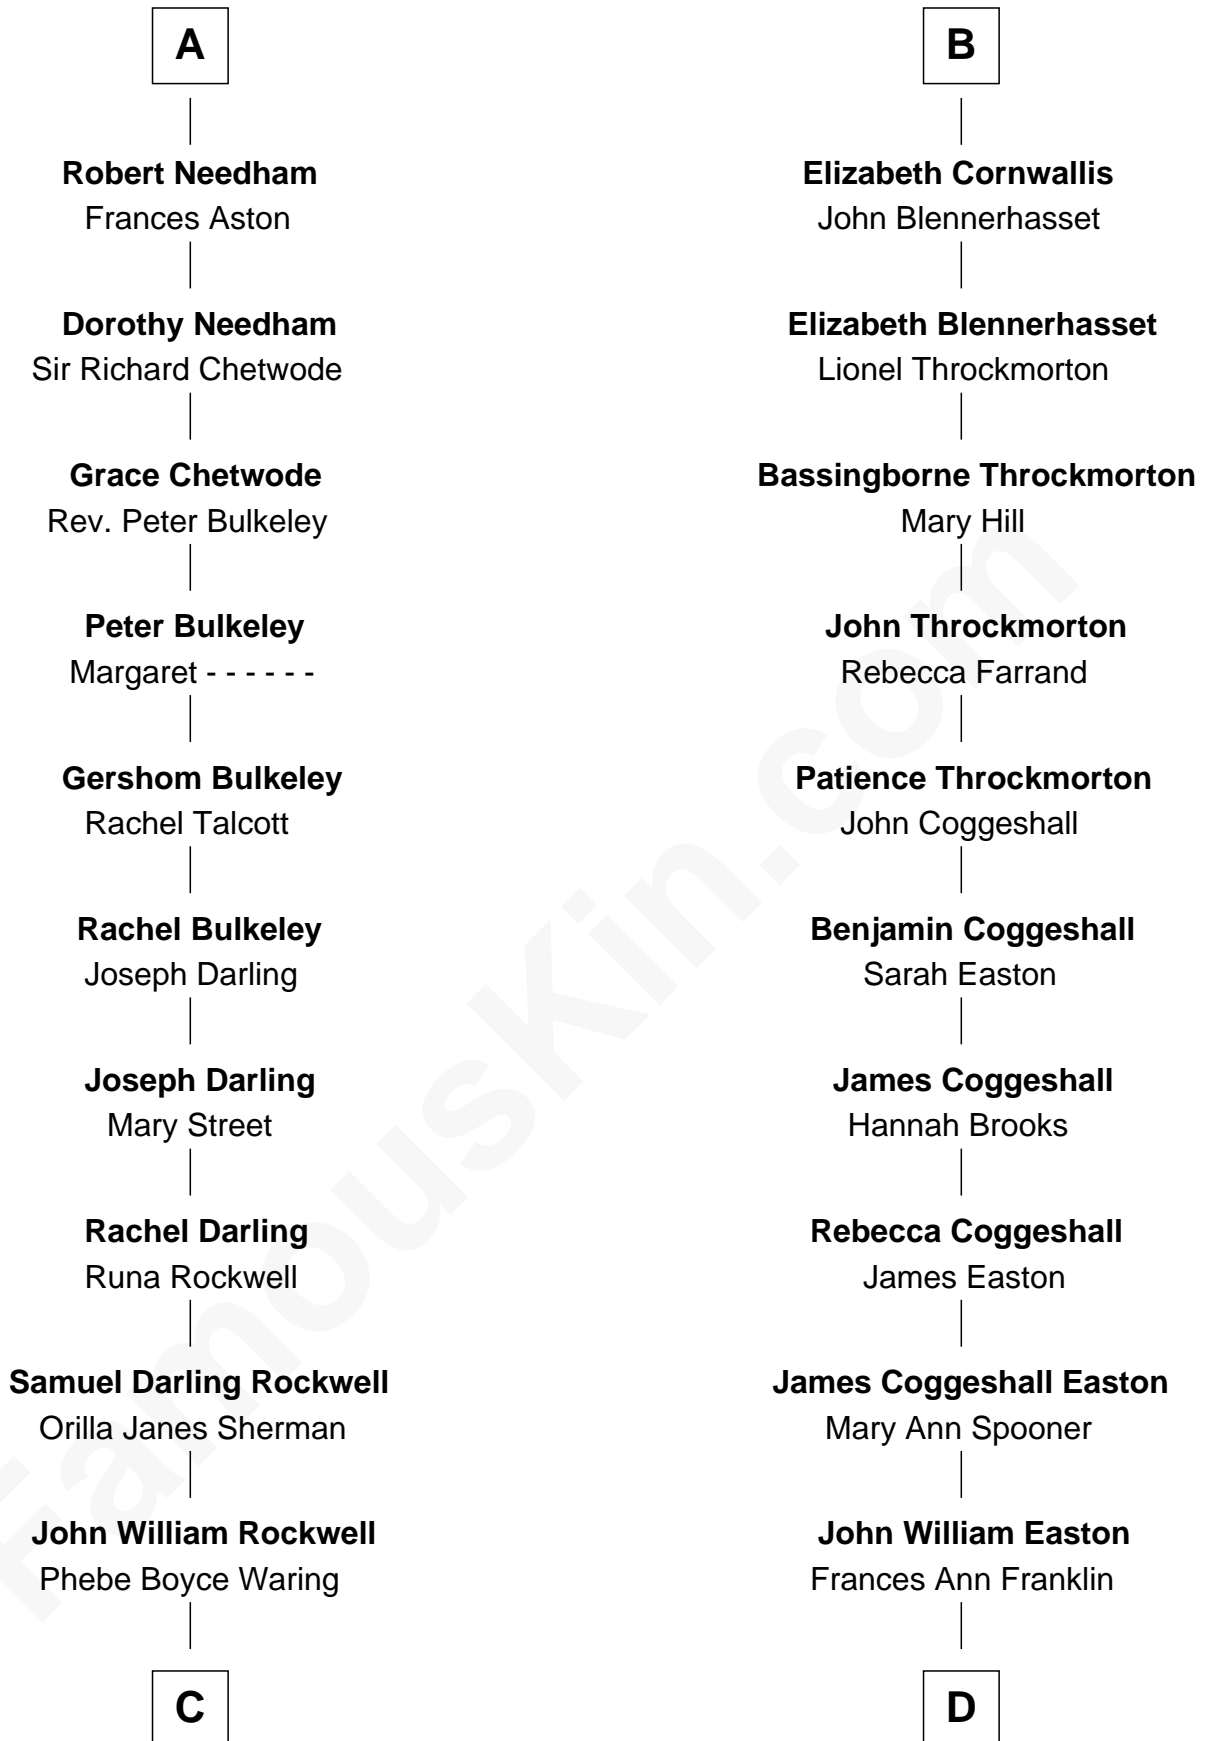 A
Robert Needham
Frances Aston
Dorothy Needham
Sir Richard Chetwode
Grace Chetwode
Rev. Peter Bulkeley
Peter Bulkeley
Margaret - - - - - -
Gershom Bulkeley
Rachel Talcott
Rachel Bulkeley
Joseph Darling
Joseph Darling
Mary Street
Rachel Darling
Runa Rockwell
Samuel Darling Rockwell
Orilla Janes Sherman
John William Rockwell
Phebe Boyce Waring
C
B
Elizabeth Cornwallis
John Blennerhasset
Elizabeth Blennerhasset
Lionel Throckmorton
Bassingborne Throckmorton
Mary Hill
John Throckmorton
Rebecca Farrand
Patience Throckmorton
John Coggeshall
Benjamin Coggeshall
Sarah Easton
James Coggeshall
Hannah Brooks
Rebecca Coggeshall
James Easton
James Coggeshall Easton
Mary Ann Spooner
John William Easton
Frances Ann Franklin
D
FamousKin.com